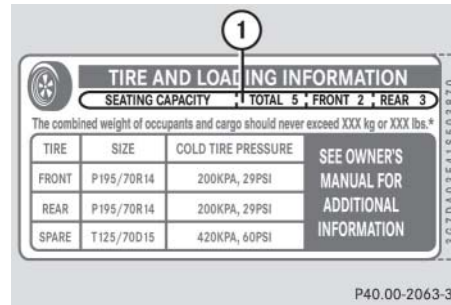 1
TIRE AND LOADING INFORMATION
SEATING CAPACITY TOTAL 5 FRONT 2 REAR 3
The combined weight of occupants and cargo should never exceed XXX kg or XXX lbs.*
TIRE SIZE COLD TIRE PRESSURE
FRONT P195/70R14 200KPA, 29PSI
REAR P195/70R14 200KPA, 29PSI
SPARE T125/70D15 420KPA, 60PSI
SEE OWNER'S
MANUAL FOR
ADDITIONAL
INFORMATION
P40.00-2063-3